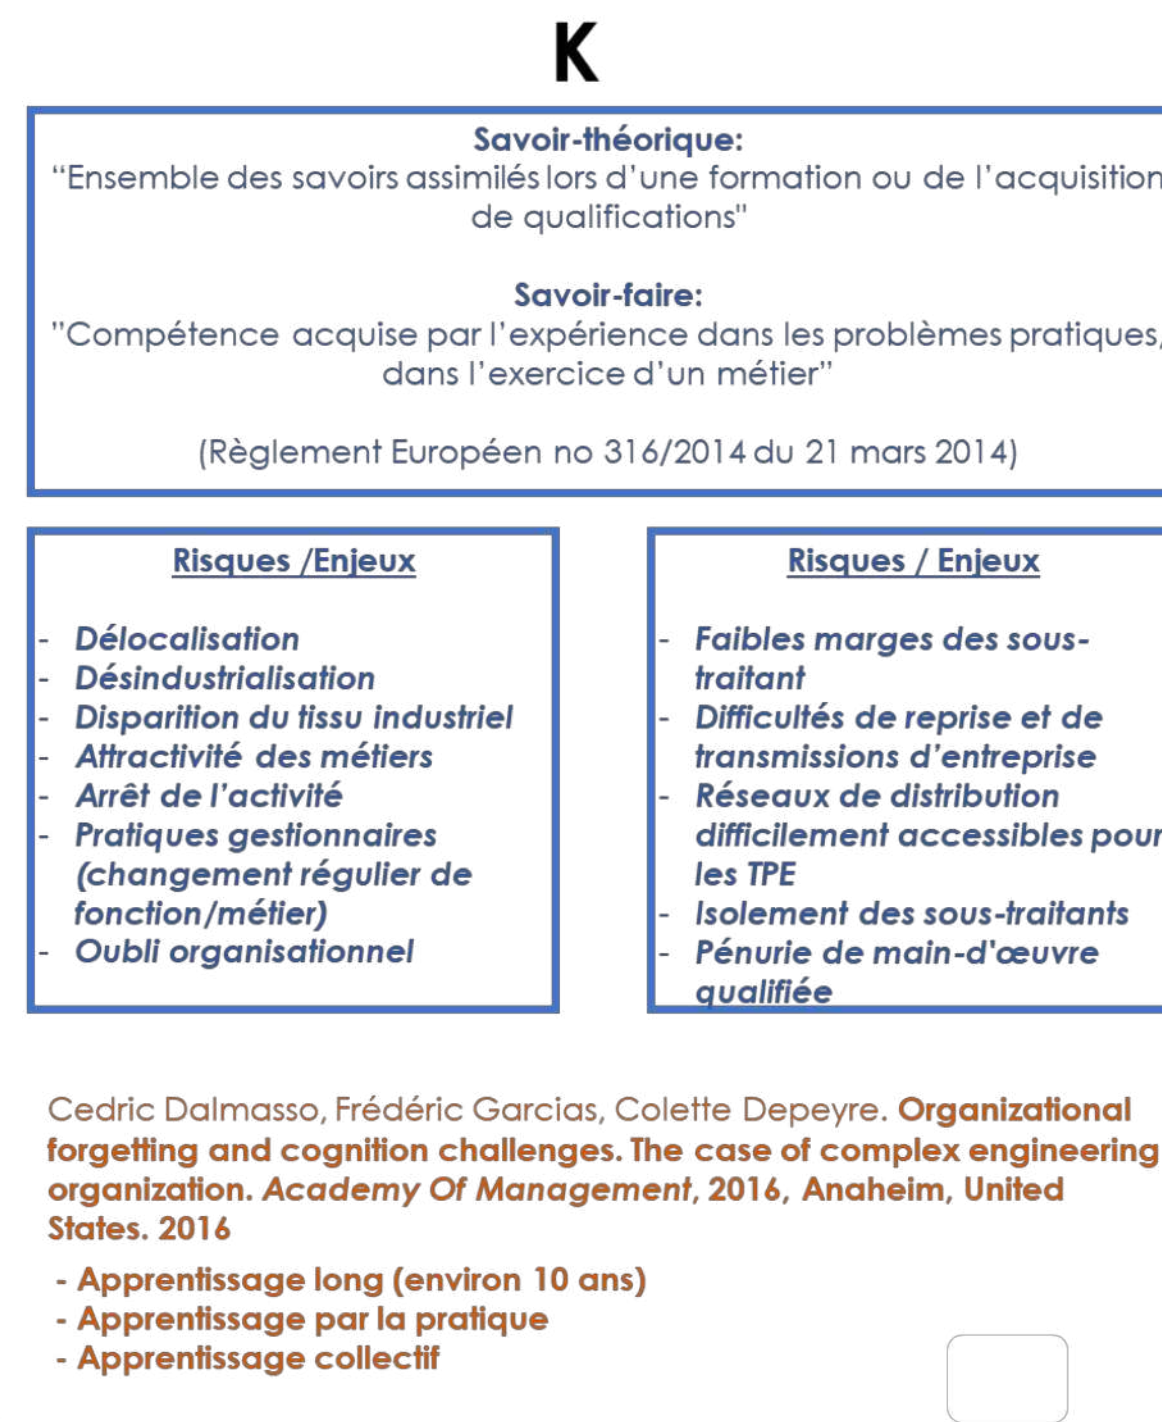 K
Savoir-théorique:
“Ensemble des savoirs assimilés lors d’une formation ou de l’acquisition
de qualifications"
Savoir-faire:
”Compétence acquise par l’expérience dans les problèmes pratiques,
dans l’exercice d’un métier”
(Règlement Européen no 316/2014 du 21 mars 2014)
Risques /Enjeux
- Délocalisation
- Désindustrialisation
- Disparition du tissu industriel
- Attractivité des métiers
- Arrêt de l’activité
- Pratiques gestionnaires
(changement régulier de
fonction/métier)
- Oubli organisationnel
Risques / Enjeux
- Faibles marges des sous-
traitant
- Difficultés de reprise et de
transmissions d’entreprise
- Réseaux de distribution
difficilement accessibles pour
les TPE
- Isolement des sous-traitants
- Pénurie de main-d'œuvre
qualifiée
Cedric Dalmasso, Frédéric Garcias, Colette Depeyre. Organizational
forgetting and cognition challenges. The case of complex engineering
organization. Academy Of Management, 2016, Anaheim, United
States. 2016
- Apprentissage long (environ 10 ans)
- Apprentissage par la pratique
- Apprentissage collectif